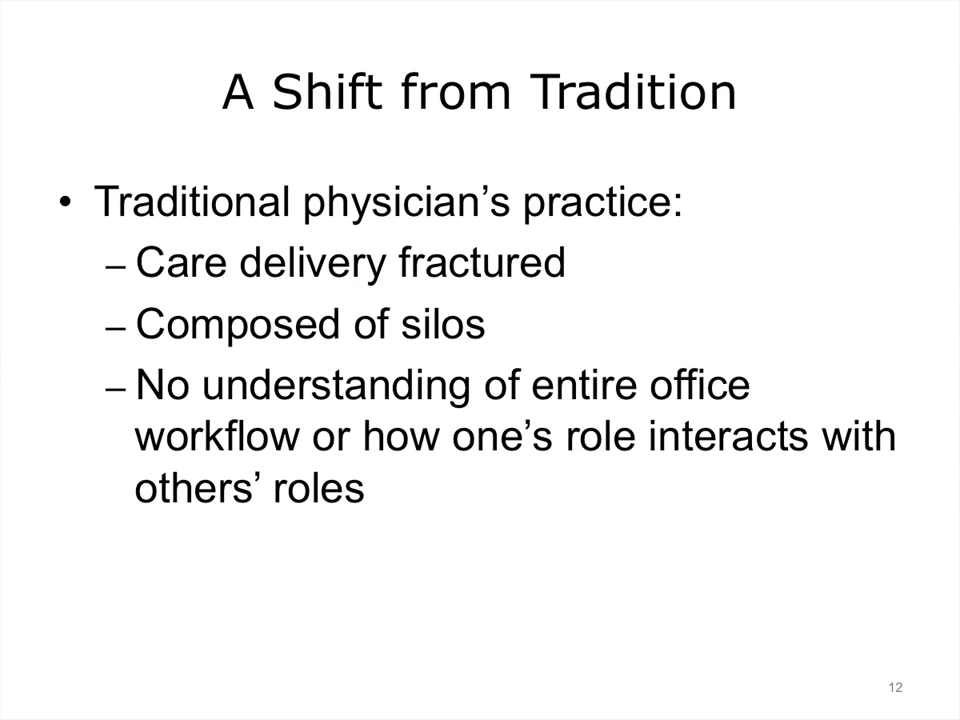 A Shift from Tradition
• Traditional physician’s practice:
– Care delivery fractured
– Composed of silos
– No understanding of entire office
workflow or how one’s role interacts with
others’ roles
12